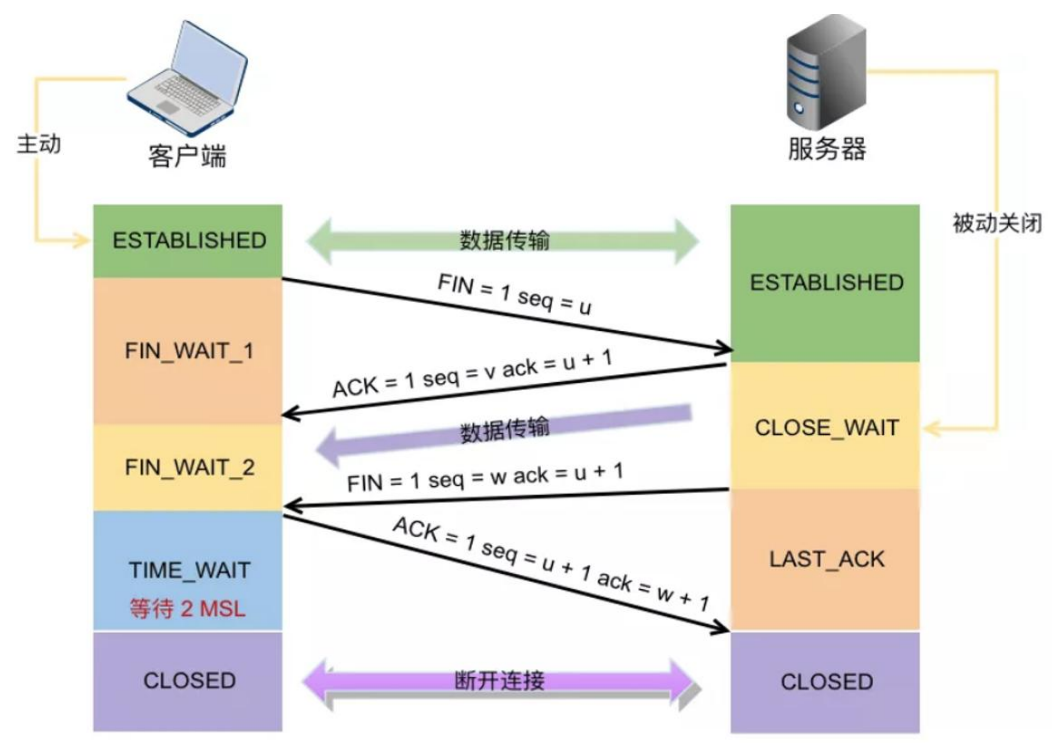 主动
客户端
服务器
被动关闭
ESTABLISHED
数据传输
ESTABLISHED
FIN = 1 seq = u
FIN_WAIT_1
ACK = 1 seq = v ack = u + 1
数据传输
CLOSE_WAIT
FIN_WAIT_2
FIN = 1 seq = w ack = u + 1
ACK = 1 seq = u + 1 ack = w + 1
TIME_WAIT
等待 2 MSL
LAST_ACK
CLOSED
断开连接
CLOSED